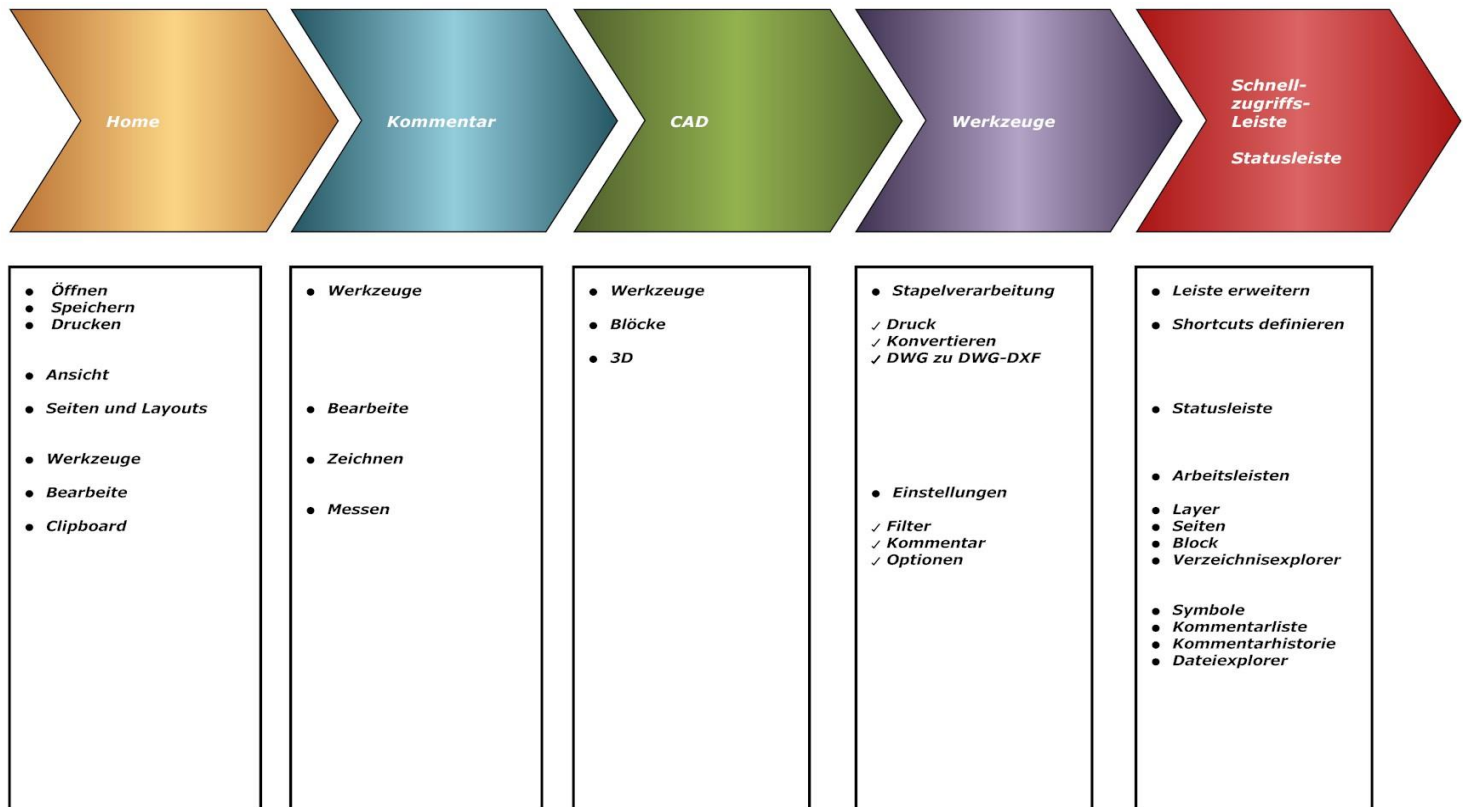 Home
Kommentar
CAD
Werkzeuge
Schnell-
zugriffs-
Leiste
Statusleiste
● Öffnen
● Speichern
● Drucken
● Ansicht
● Seiten und Layouts
● Werkzeuge
● Bearbeite
● Clipboard
● Werkzeuge
● Bearbeite
● Zeichnen
● Messen
● Werkzeuge
● Blöcke
● 3D
● Stapelverarbeitung
✓ Druck
✓ Konvertieren
✓ DWG zu DWG-DXF
● Einstellungen
✓ Filter
✓ Kommentar
✓ Optionen
● Leiste erweitern
● Shortcuts definieren
● Statusleiste
● Arbeitsleisten
● Layer
● Seiten
● Block
● Verzeichnisexplorer
● Symbole
● Kommentarliste
● Kommentarhistorie
● Dateiexplorer